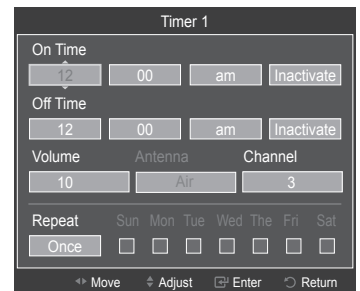 Timer 1
On Time
12 00 am Inactivate
Off Time
12 00 am Inactivate
Volume Antenna Channel
10 Air 3
Repeat Sun Mon Tue Wed The Fri Sat
Once
Move Adjust Enter Return